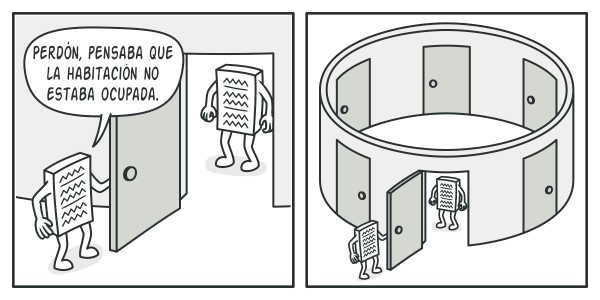 PERDÓN, PENSABA QUE
LA HABITACIÓN NO
ESTABA OCUPADA.